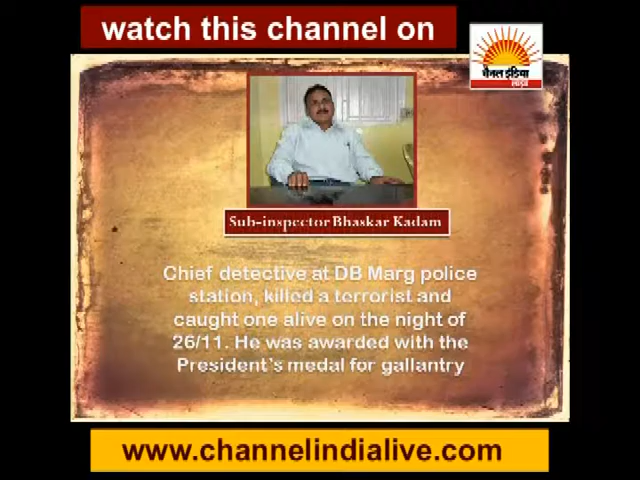 watch this channel on
चैनल इंडिया
लाइव
Sub-inspector Bhaskar Kadam
Chief detective at DB Marg police
station, killed a terrorist and
caught one alive on the night of
26/11. He was awarded with the
President's medal for gallantry
www.channelindialive.com